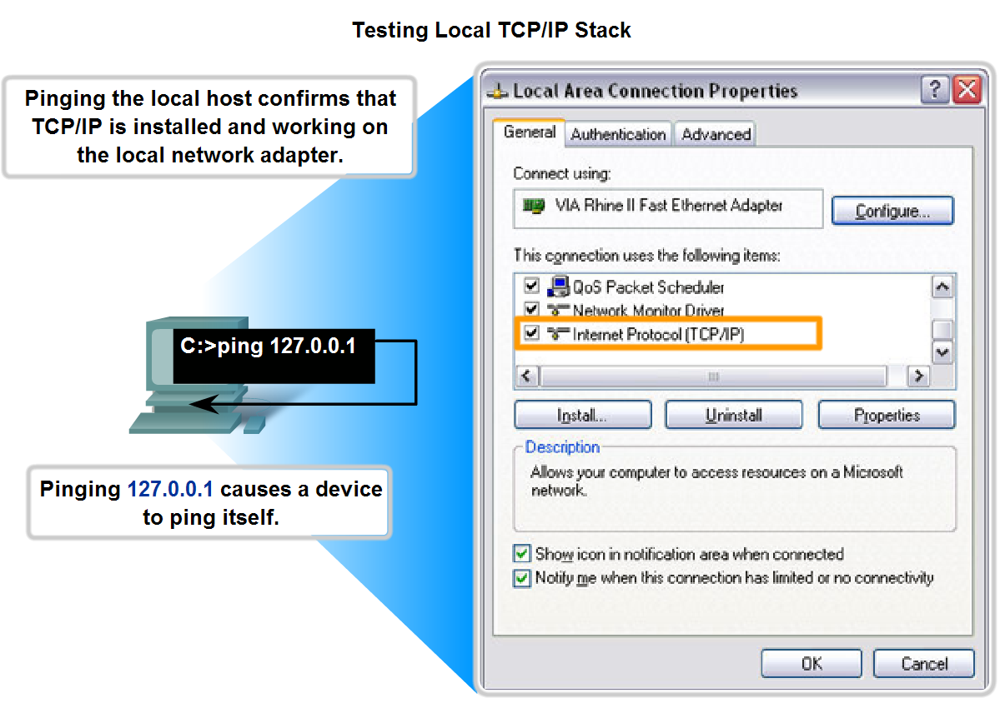 Testing Local TCP/IP Stack
Pinging the local host confirms that
TCP/IP is installed and working on
the local network adapter.
C:>ping 127.0.0.1
Pinging 127.0.0.1 causes a device
to ping itself.
Local Area Connection Properties
General Authentication Advanced
Connect using:
VIA Rhine II Fast Ethernet Adapter
Configure...
This connection uses the following items:
QoS Packet Scheduler
Network Monitor Driver
Internet Protocol (TCP/IP)
Install... Uninstall Properties
Description
Allows your computer to access resources on a Microsoft
network.
Show icon in notification area when connected
Notify me when this connection has limited or no connectivity
OK Cancel